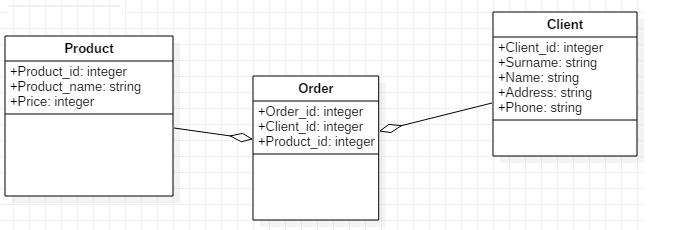 Product
+Product_id: integer
+Product_name: string
+Price: integer
Order
+Order_id: integer
+Client_id: integer
+Product_id: integer
Client
+Client_id: integer
+Surname: string
+Name: string
+Address: string
+Phone: string